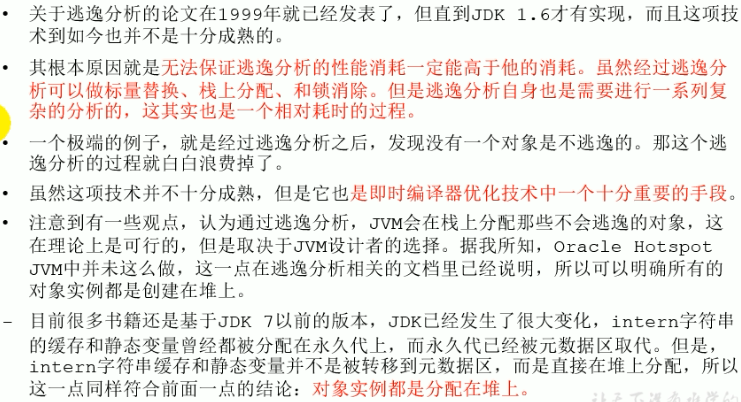 • 关于逃逸分析的论文在1999年就已经发表了，但直到JDK 1.6才有实现，而且这项技
术到如今也并不是十分成熟的。
• 其根本原因就是无法保证逃逸分析的性能消耗一定能高于他的消耗。虽然经过逃逸分
析可以做标量替换、栈上分配、和锁消除。但是逃逸分析自身也是需要进行一系列复
杂的分析的，这其实也是一个相对耗时的过程。
• 一个极端的例子，就是经过逃逸分析之后，发现没有一个对象是不逃逸的。那这个逃
逸分析的过程就白白浪费掉了。
• 虽然这项技术并不十分成熟，但是它也是即时编译器优化技术中一个十分重要的手段。
• 注意到有一些观点，认为通过逃逸分析，JVM会在栈上分配那些不会逃逸的对象，这
在理论上是可行的，但是取决于JVM设计者的选择。据我所知，Oracle Hotspot
JVM中并未这么做，这一点在逃逸分析相关的文档里已经说明，所以可以明确所有的
对象实例都是创建在堆上。
– 目前很多书籍还是基于JDK 7以前的版本，JDK已经发生了很大变化，intern字符串
的缓存和静态变量曾经都被分配在永久代上，而永久代已经被元数据区取代。但是，
intern字符串缓存和静态变量并不是被转移到元数据区，而是直接在堆上分配，所以
这一点同样符合前面一点的结论：对象实例都是分配在堆上。